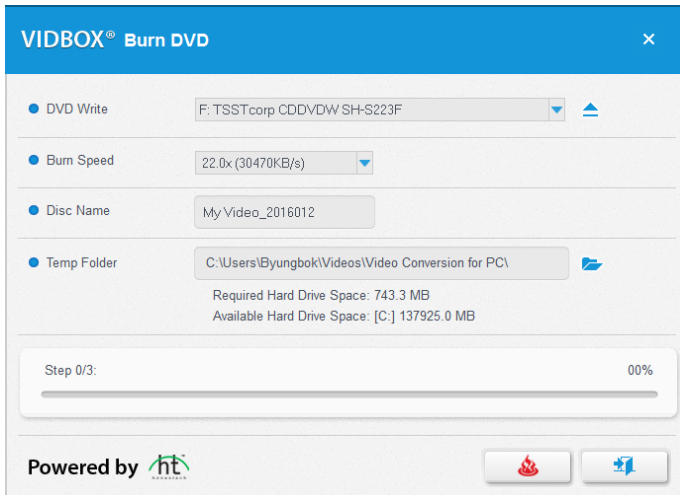 VIDBOX® Burn DVD
DVD Write
F: TSSTcorp CDDVDW SH-S223F
Burn Speed
22.0x (30470KB/s)
Disc Name
My Video_2016012
Temp Folder
C:\Users\Byungbok\Videos\Video Conversion for PC\
Required Hard Drive Space: 743.3 MB
Available Hard Drive Space: [C:] 137925.0 MB
Step 0/3:
00%
Powered by ht
honestech